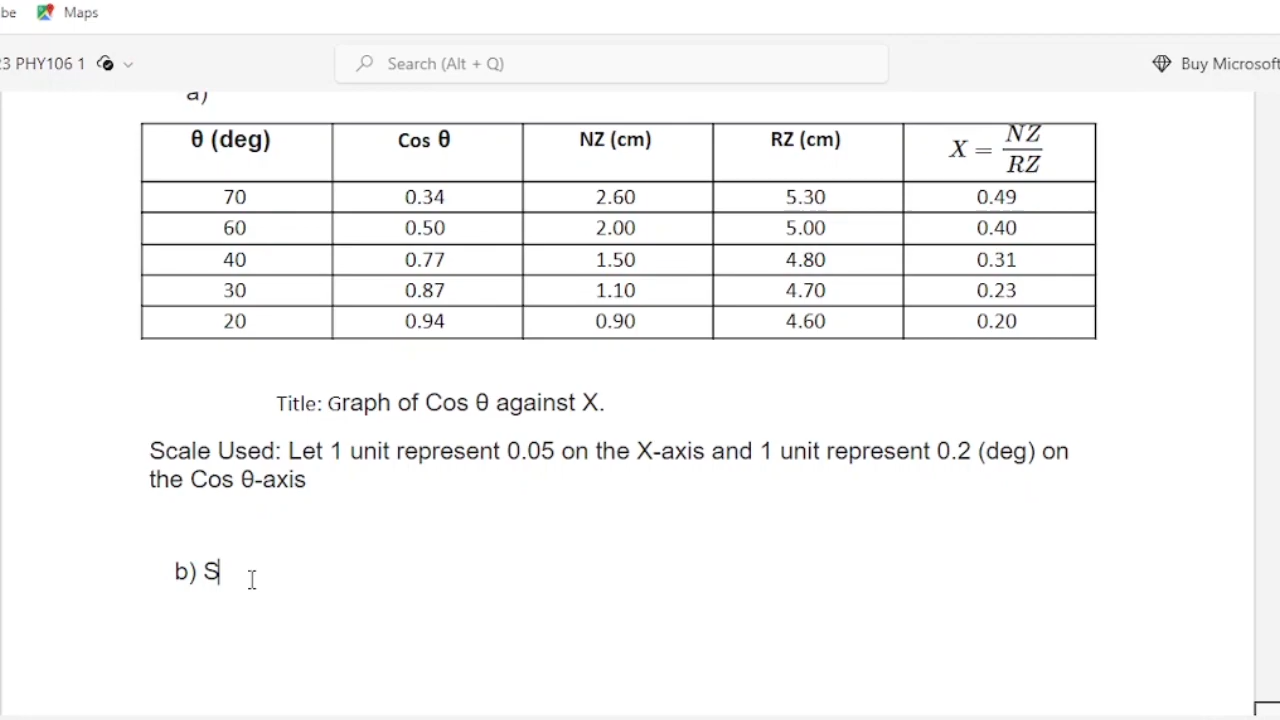 be Maps
23 PHY106 1 Search (Alt + Q) Buy Microsoft
a)
θ (deg) Cos θ NZ (cm) RZ (cm) X = NZ/RZ
70 0.34 2.60 5.30 0.49
60 0.50 2.00 5.00 0.40
40 0.77 1.50 4.80 0.31
30 0.87 1.10 4.70 0.23
20 0.94 0.90 4.60 0.20
Title: Graph of Cos θ against X.
Scale Used: Let 1 unit represent 0.05 on the X-axis and 1 unit represent 0.2 (deg) on
the Cos θ-axis
b) S